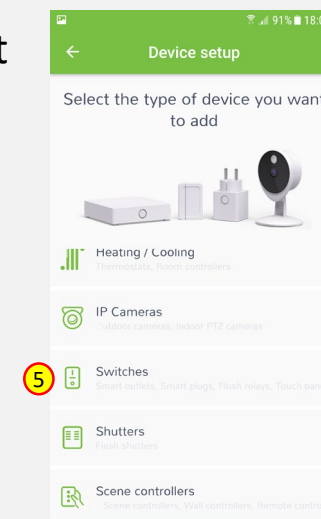 t
91% 18:0
Device setup
Select the type of device you want
to add
Heating / Cooling
Thermostats, Room controllers
IP Cameras
Outdoor cameras, Indoor PTZ cameras
5
Switches
Smart outlets, Smart plugs, Flush relays, Touch pan
Shutters
Flush shutters
Scene controllers
Scene controllers, Wall controllers, Remote contro